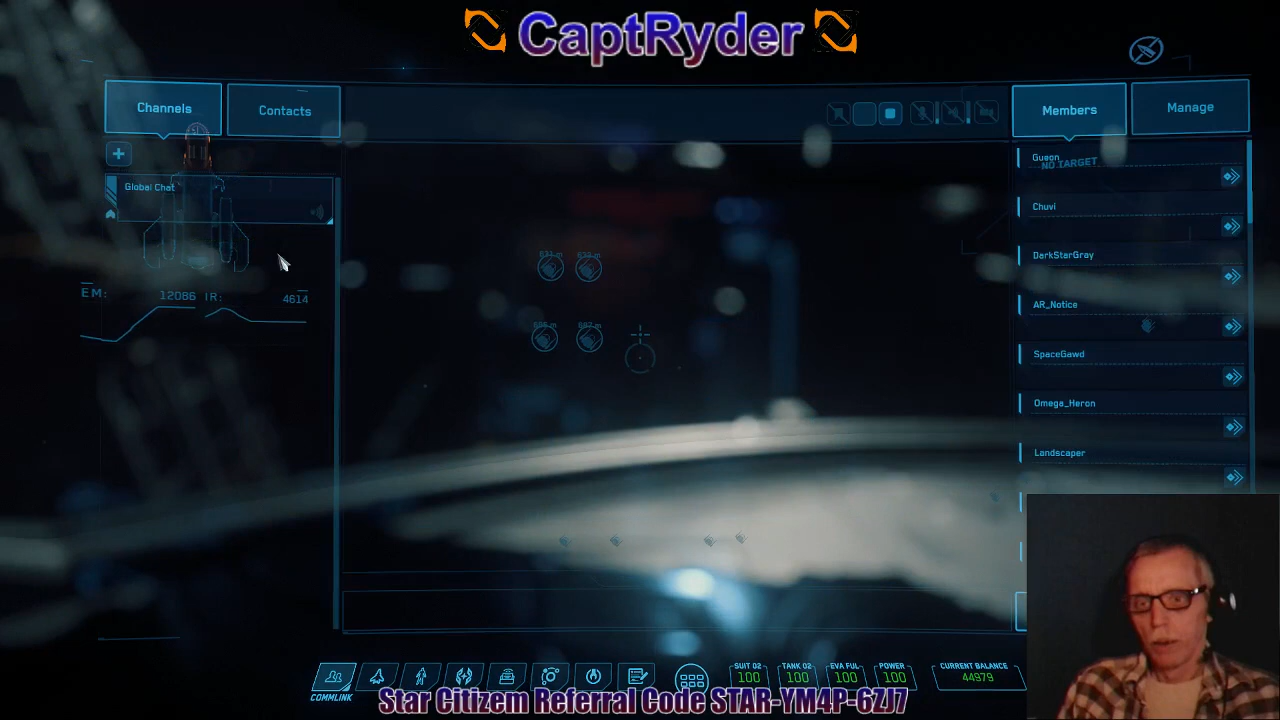 CaptRyder
Channels
Contacts
Members
Manage
Gueon
NO TARGET
Global Chat
Chuvi
DarkStarGray
EM: 12086 IR: 4614
AR_Notice
SpaceGawd
Omega_Heron
Landscaper
SUIT O2
100
TANK O2
100
EVA FUL
100
POWER
100
CURRENT BALANCE
44979
COMMLINK
Star Citizem Referral Code STAR-YM4P-6ZJ7